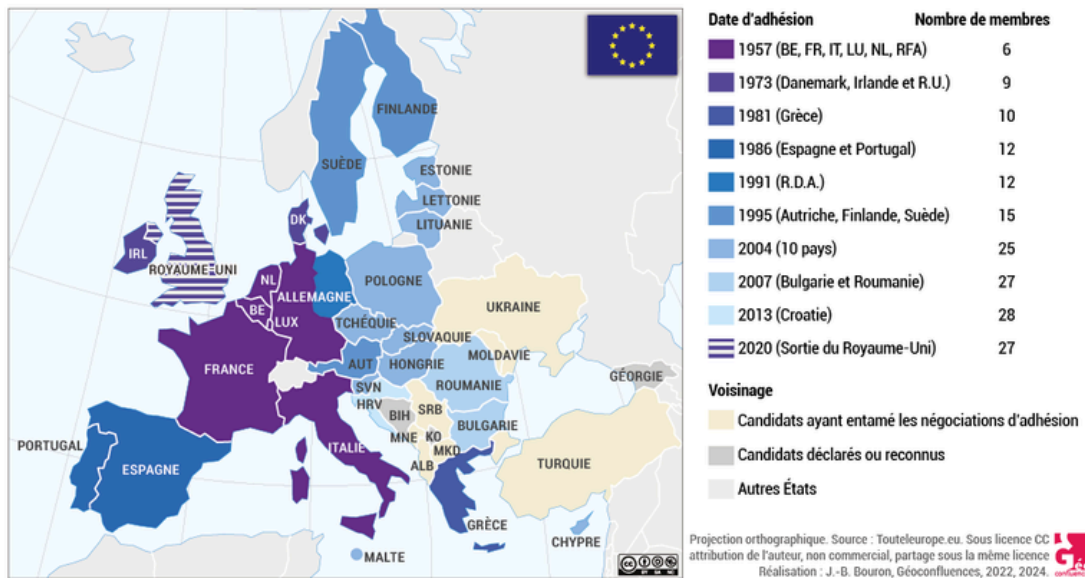 FINLANDE
SUÈDE
ESTONIE
LETTONIE
LITUANIE
DK
IRL
ROYAUME-UNI
NL
ALLEMAGNE
POLOGNE
BE
LUX
TCHÉQUIE
UKRAINE
SLOVAQUIE
FRANCE
AUT
HONGRIE
MOLDAVIE
SVN
ROUMANIE
HRV
GÉORGIE
BIH
SRB
PORTUGAL
ESPAGNE
ITALIE
MNE
KO
BULGARIE
MKD
ALB
TURQUIE
GRÈCE
CHYPRE
MALTE
Date d'adhésion Nombre de membres
1957 (BE, FR, IT, LU, NL, RFA) 6
1973 (Danemark, Irlande et R.U.) 9
1981 (Grèce) 10
1986 (Espagne et Portugal) 12
1991 (R.D.A.) 12
1995 (Autriche, Finlande, Suède) 15
2004 (10 pays) 25
2007 (Bulgarie et Roumanie) 27
2013 (Croatie) 28
2020 (Sortie du Royaume-Uni) 27
Voisinage
Candidats ayant entamé les négociations d'adhésion
Candidats déclarés ou reconnus
Autres États
Projection orthographique. Source : Touteleurope.eu. Sous licence CC
attribution de l'auteur, non commercial, partage sous la même licence
Réalisation : J.-B. Bouron, Géoconfluences, 2022, 2024.
cc